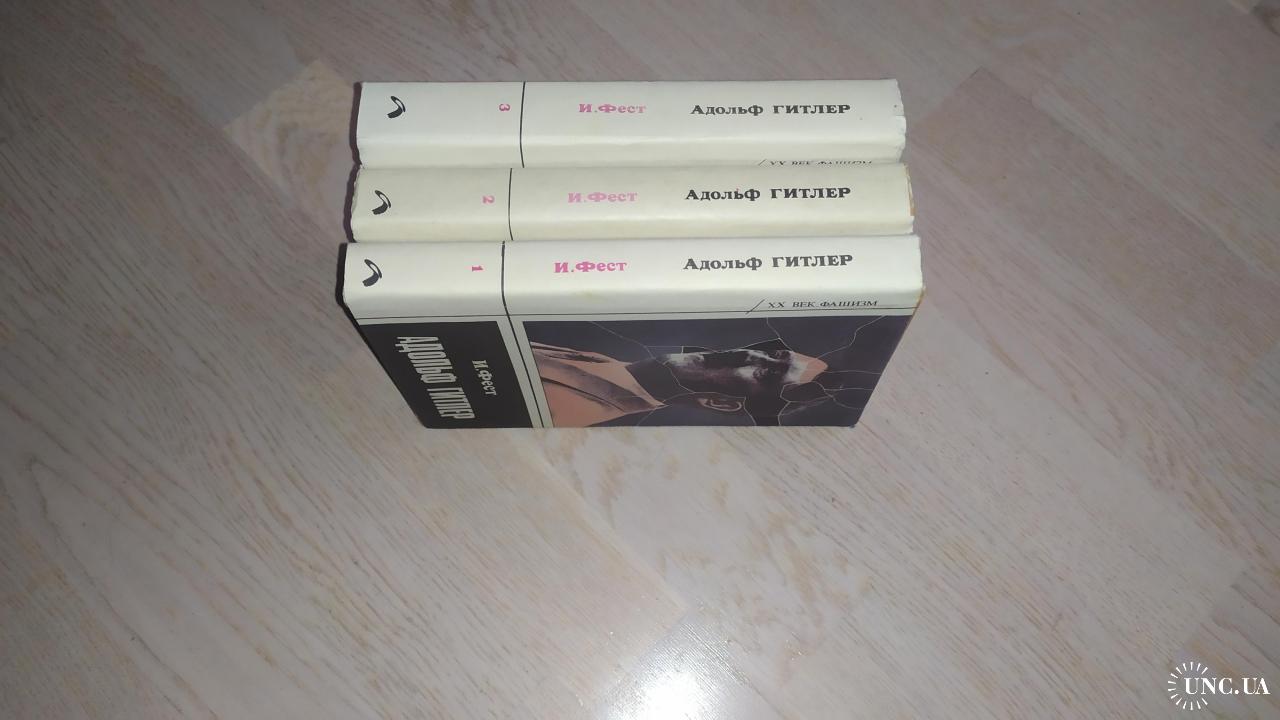 3 И.Фест Адольф ГИТЛЕР
/ XX ВЕК.ФАШИЗМ
2 И.Фест Адольф ГИТЛЕР
1 И.Фест Адольф ГИТЛЕР
/ XX ВЕК.ФАШИЗМ
И.Фест
АДОЛЬФ ГИТЛЕР
UNC.UA